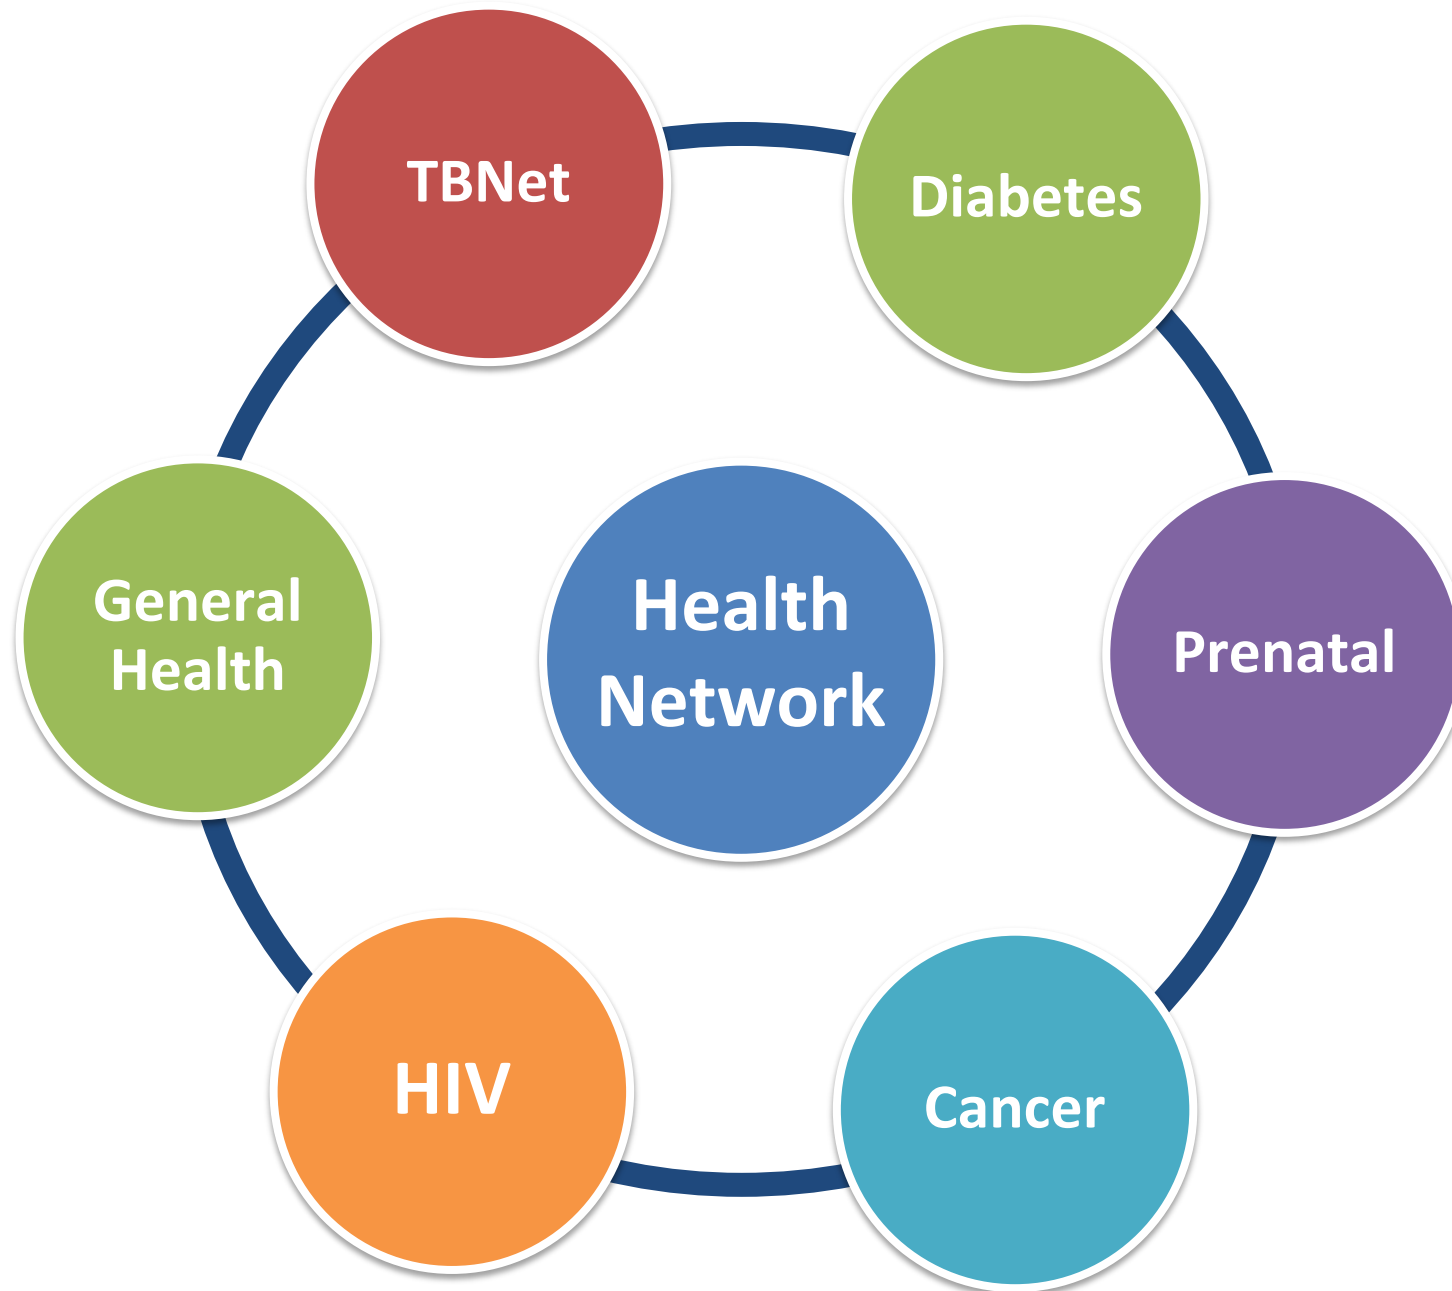 TBNet
Diabetes
General
Health
Health
Network
Prenatal
HIV
Cancer